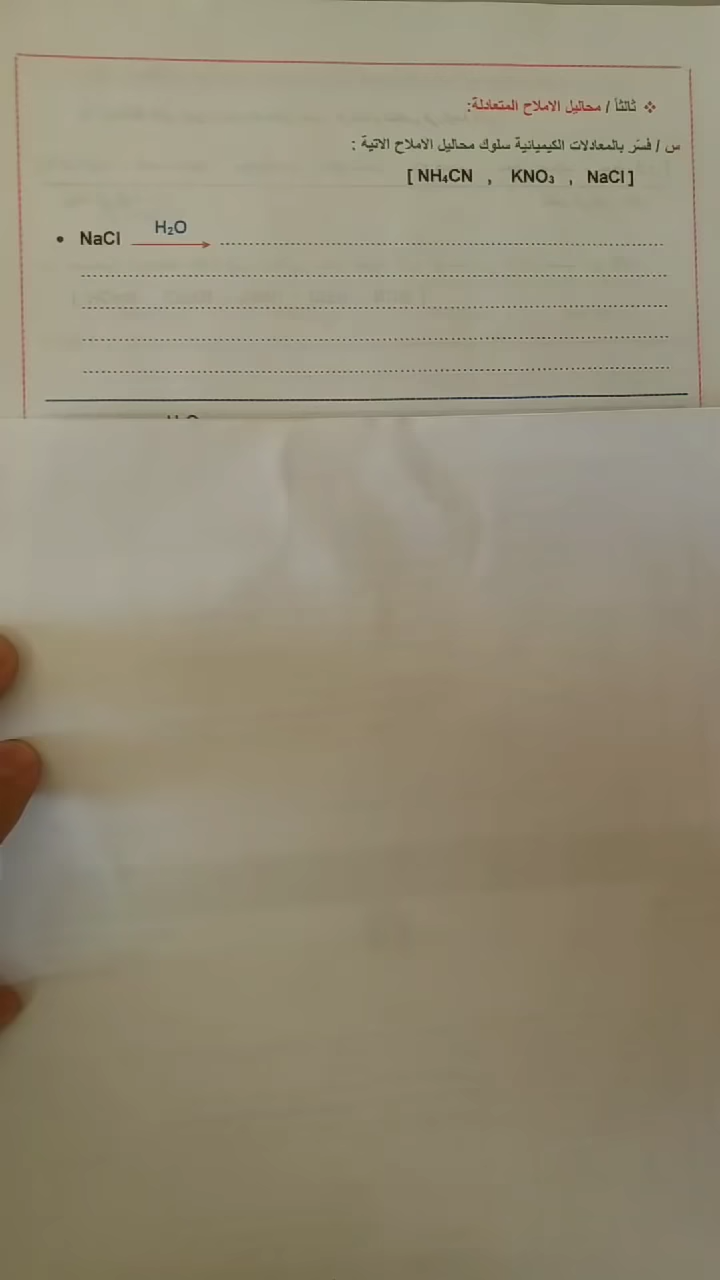 ❖ ثالثاً / محاليل الاملاح المتعادلة:
س / فسّر بالمعادلات الكيميائية سلوك محاليل الاملاح الاتية :
[ NH₄CN , KNO₃ , NaCl ]
• NaCl H₂O